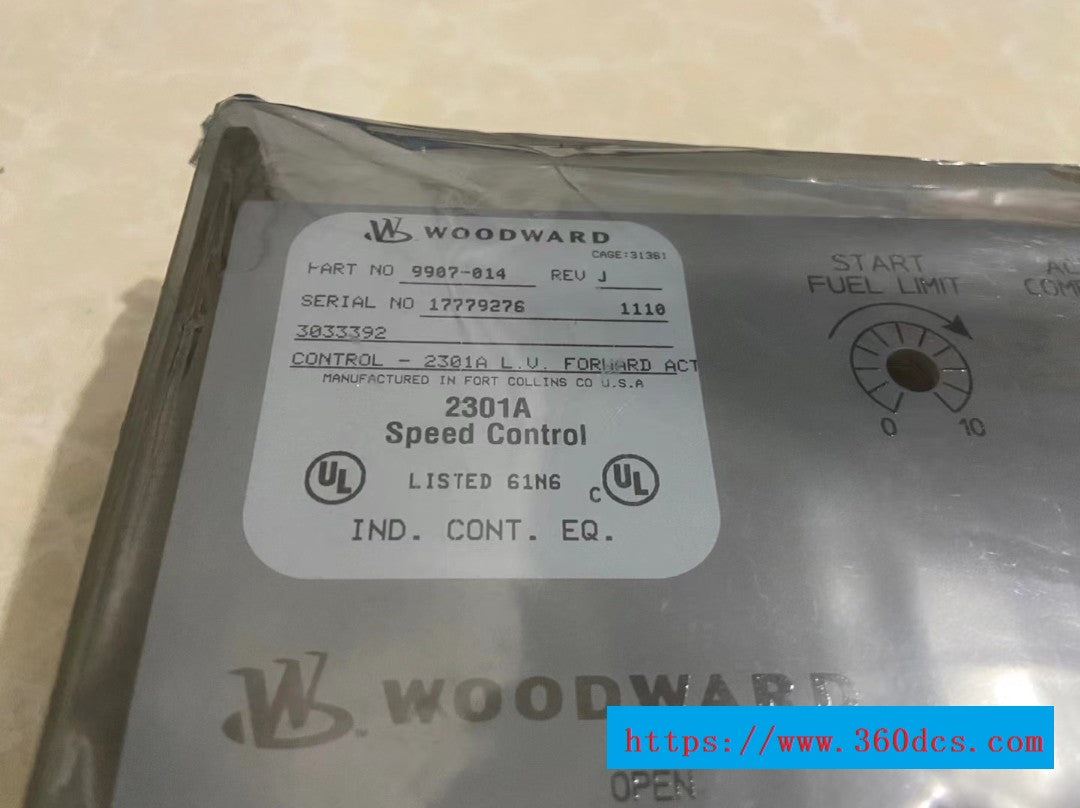 WOODWARD
CAGE:31361
PART NO 9907-014 REV J
SERIAL NO 17779276 1110
3033392
CONTROL - 2301A L.V. FORWARD ACT
MANUFACTURED IN FORT COLLINS CO U.S.A
2301A
Speed Control
UL LISTED 61N6 C UL
IND. CONT. EQ.
START
FUEL LIMIT
0 10
WOODWARD
https://www.360dcs.com
OPEN